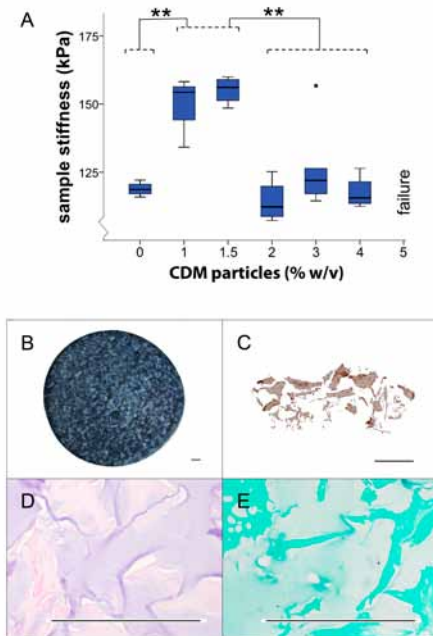 A
sample stiffness (kPa)
175
150
125
**
**
failure
0 1 1.5 2 3 4 5
CDM particles (% w/v)
B
C
D
E